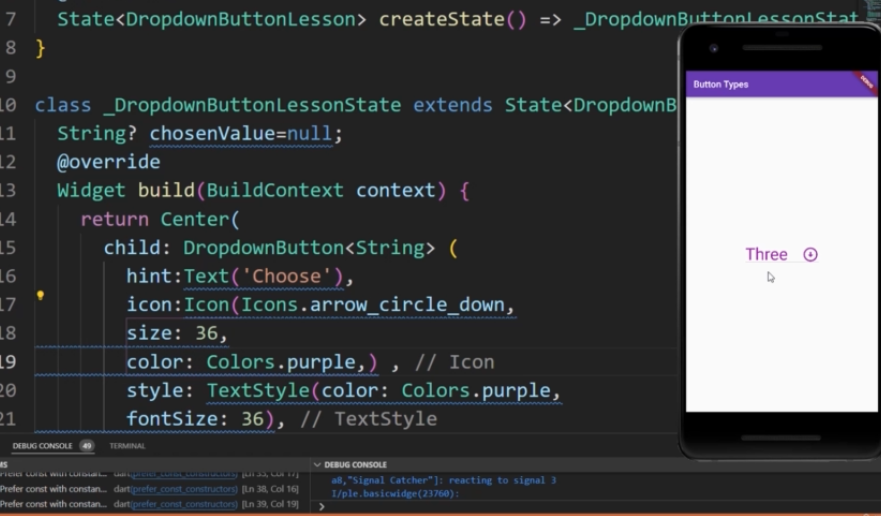 7 State<DropdownButtonLesson> createState() => _DropdownButtonLessonStat
8 }
9
10 class _DropdownButtonLessonState extends State<DropdownB
11 String? chosenValue=null;
12 @override
13 Widget build(BuildContext context) {
14 return Center(
15 child: DropdownButton<String> (
16 hint:Text('Choose'),
17 icon:Icon(Icons.arrow_circle_down,
18 size: 36,
19 color: Colors.purple,) , // Icon
20 style: TextStyle(color: Colors.purple,
21 fontSize: 36), // TextStyle
Button Types
DEBUG
Three
DEBUG CONSOLE 49 TERMINAL
MS
Prefer const with constan... dart(prefer_const_constructors) [Ln 35, Col 17]
Prefer const with constan... dart(prefer_const_constructors) [Ln 38, Col 16]
Prefer const with constan... dart(prefer_const_constructors) [Ln 39, Col 19]
DEBUG CONSOLE
a8,"Signal Catcher"]: reacting to signal 3
I/ple.basicwidge(23760):